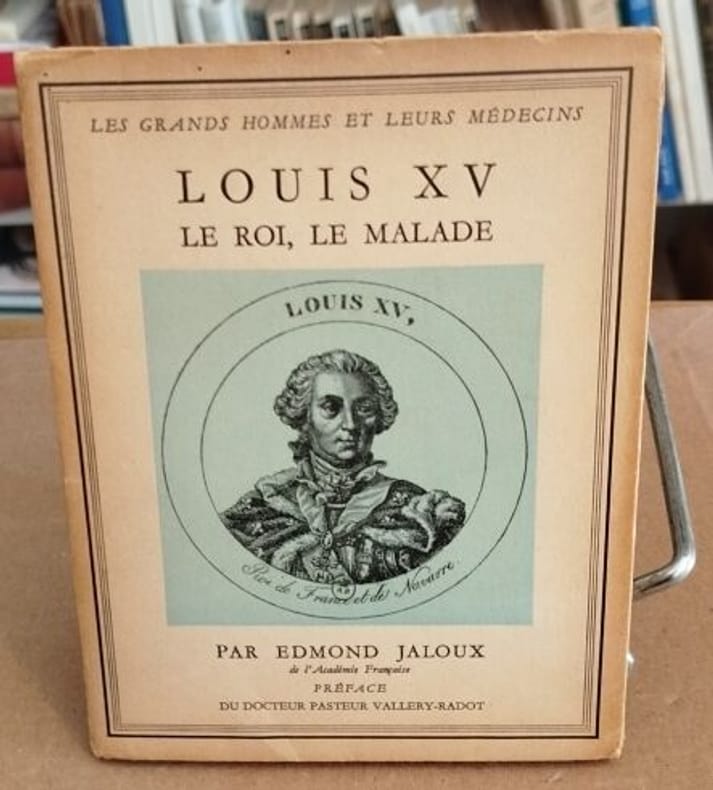 LES GRANDS HOMMES ET LEURS MÉDECINS
LOUIS XV
LE ROI, LE MALADE
LOUIS XV,
Roi de France et de Navarre.
PAR EDMOND JALOUX
de l'Académie Française
PRÉFACE
DU DOCTEUR PASTEUR VALLERY-RADOT